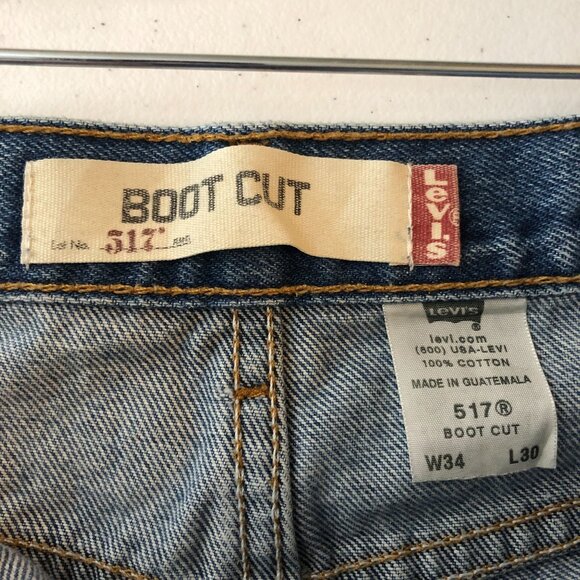 BOOT CUT
Lot No. 517
Levi's®
Levi's
®
levi.com
(800) USA-LEVI
100% COTTON
MADE IN GUATEMALA
517®
BOOT CUT
W34 L30